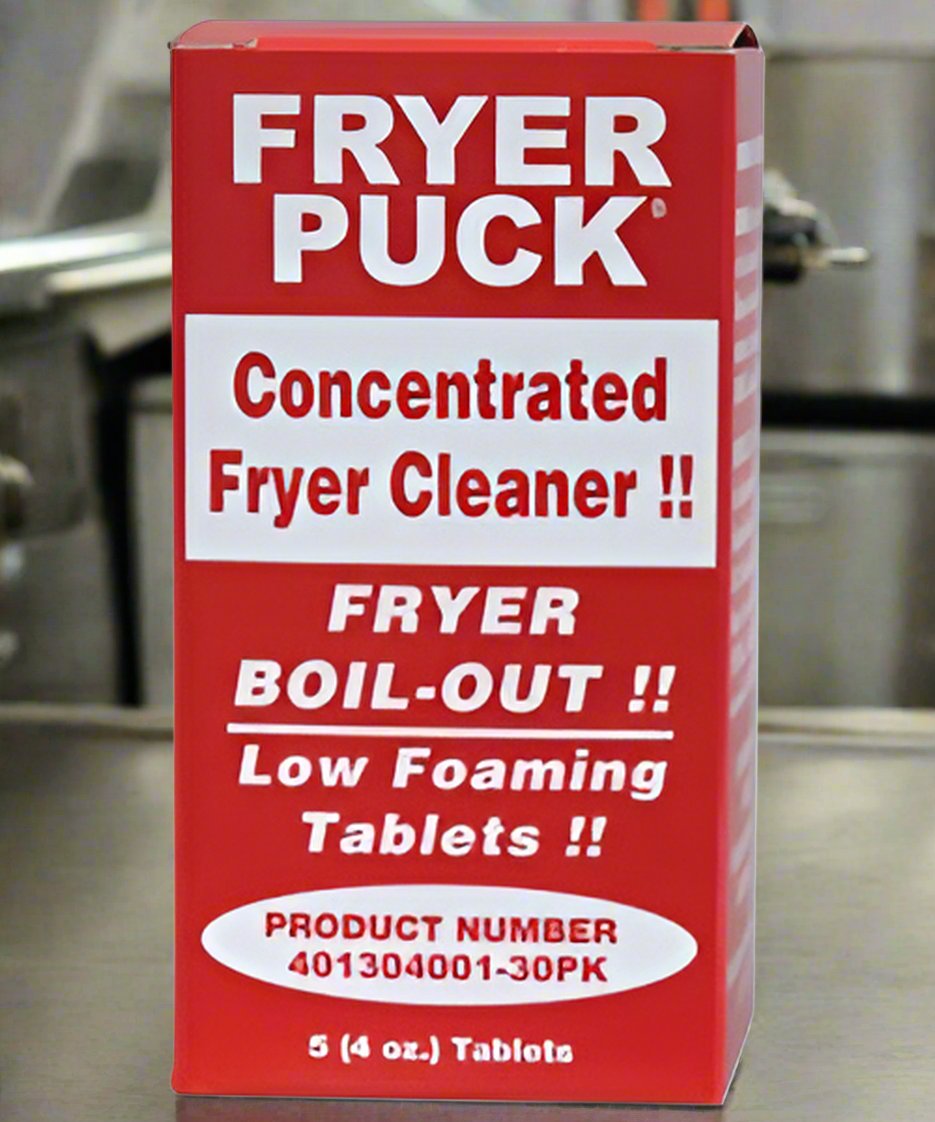 FRYER
PUCK®
Concentrated
Fryer Cleaner !!
FRYER
BOIL-OUT !!
Low Foaming
Tablets !!
PRODUCT NUMBER
401304001-30PK
5 (4 oz.) Tablets